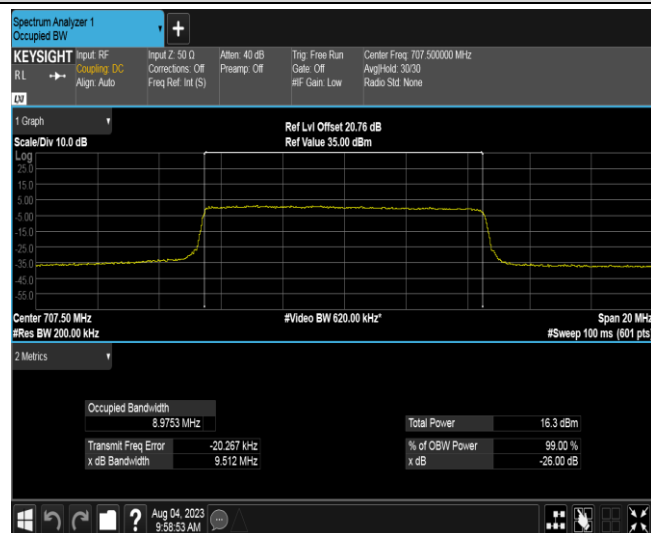 Spectrum Analyzer 1
Occupied BW
+
KEYSIGHT Input: RF Input Z: 50 Ω Atten: 40 dB Trig: Free Run Center Freq: 707.500000 MHz
RL Coupling: DC Corrections: Off Preamp: Off Gate: Off Avg|Hold: 30/30
Align: Auto Freq Ref: Int (S) #IF Gain: Low Radio Std: None
LXI
1 Graph Ref Lvl Offset 20.76 dB
Scale/Div 10.0 dB Ref Value 35.00 dBm
Log
25.0
15.0
5.00
-5.00
-15.0
-25.0
-35.0
-45.0
-55.0
Center 707.50 MHz #Video BW 620.00 kHz* Span 20 MHz
#Res BW 200.00 kHz #Sweep 100 ms (601 pts)
2 Metrics
Occupied Bandwidth
8.9753 MHz Total Power 16.3 dBm
Transmit Freq Error -20.267 kHz % of OBW Power 99.00 %
x dB Bandwidth 9.512 MHz x dB -26.00 dB
? Aug 04, 2023
9:58:53 AM